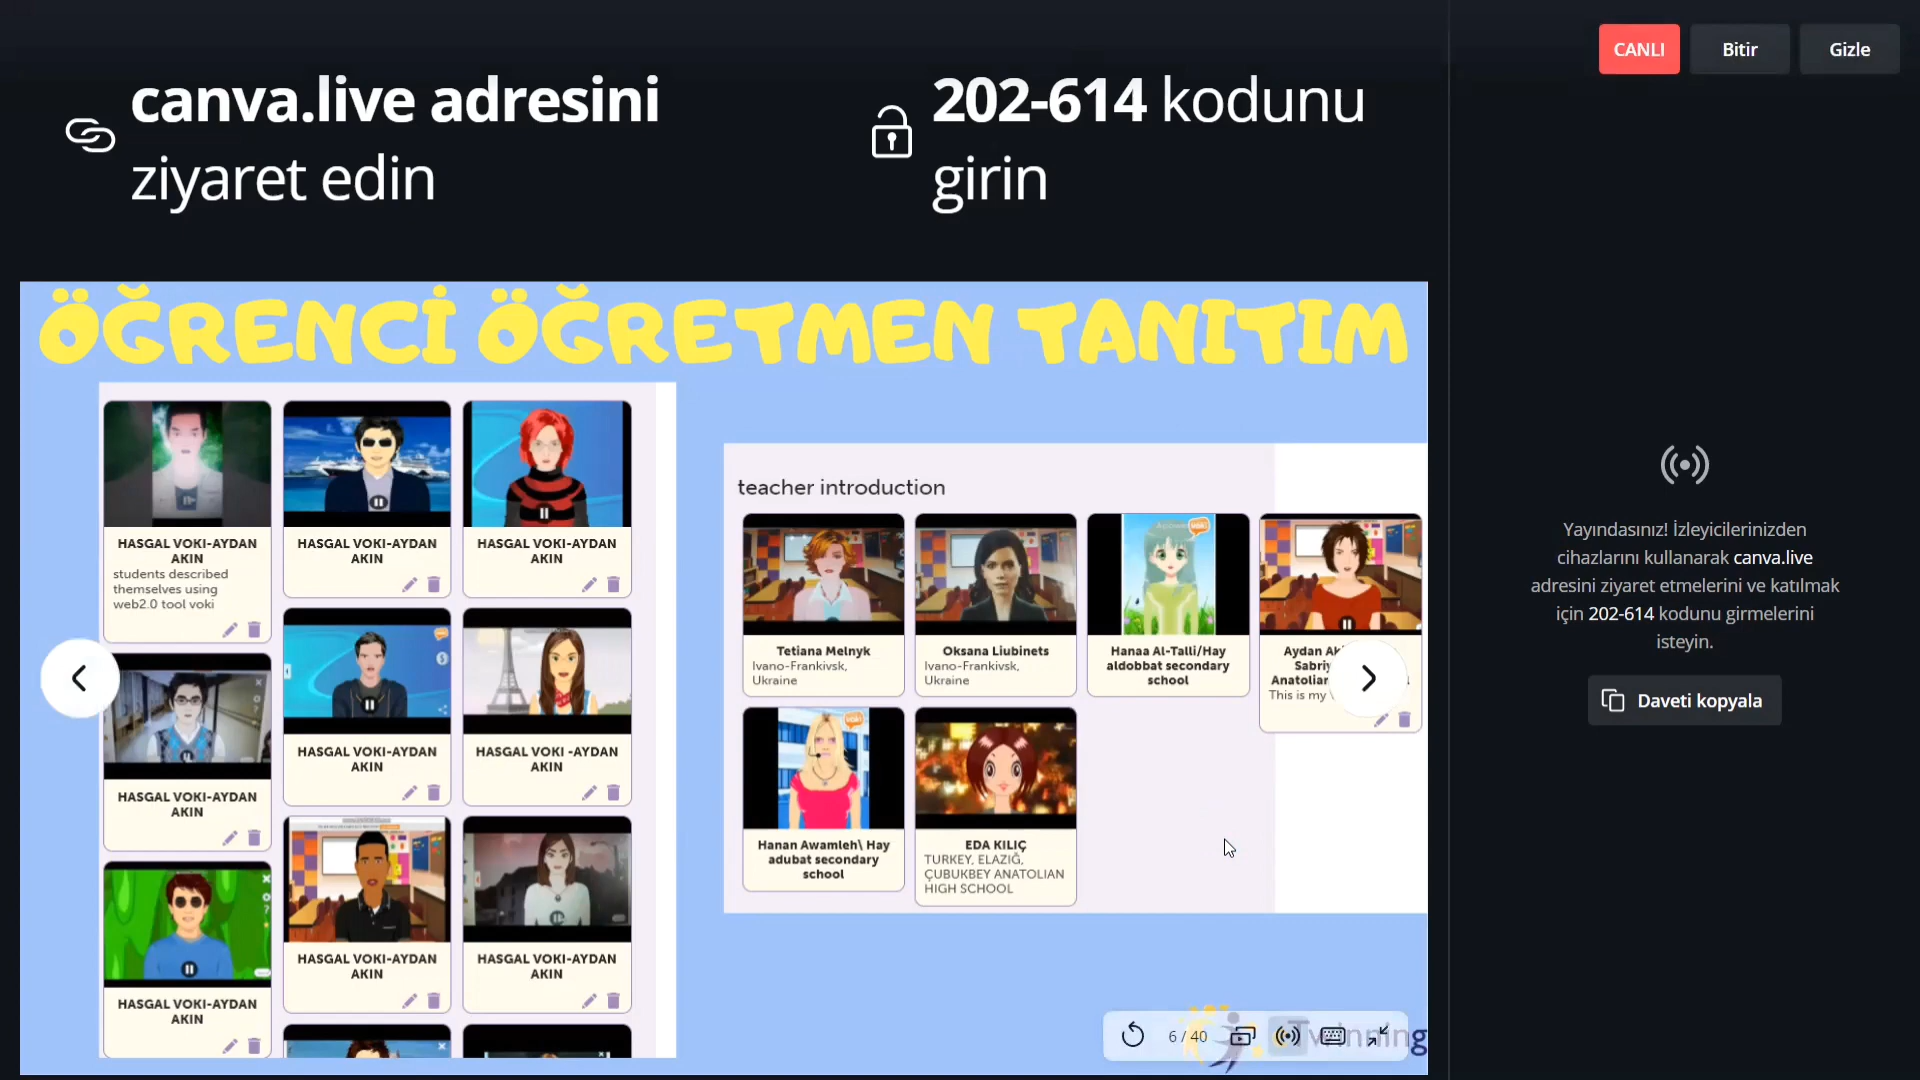 canva.live adresini
ziyaret edin
202-614 kodunu
girin
CANLI
Bitir
Gizle
ÖĞRENCİ ÖĞRETMEN TANITIM
HASGAL VOKI-AYDAN
AKIN
students described
themselves using
web2.0 tool voki
HASGAL VOKI-AYDAN
AKIN
HASGAL VOKI-AYDAN
AKIN
HASGAL VOKI-AYDAN
AKIN
HASGAL VOKI-AYDAN
AKIN
HASGAL VOKI -AYDAN
AKIN
HASGAL VOKI-AYDAN
AKIN
HASGAL VOKI-AYDAN
AKIN
HASGAL VOKI-AYDAN
AKIN
teacher introduction
Tetiana Melnyk
Ivano-Frankivsk,
Ukraine
Oksana Liubinets
Ivano-Frankivsk,
Ukraine
Hanaa Al-Talli/Hay
aldobbat secondary
school
Aydan
Anatolian
This is my
Hanan Awamleh\ Hay
adubat secondary
school
EDA KILIÇ
TURKEY, ELAZIĞ,
ÇUBUKBEY ANATOLIAN
HIGH SCHOOL
6 / 40
Yayındasınız! İzleyicilerinizden
cihazlarını kullanarak canva.live
adresini ziyaret etmelerini ve katılmak
için 202-614 kodunu girmelerini
isteyin.
Daveti kopyala